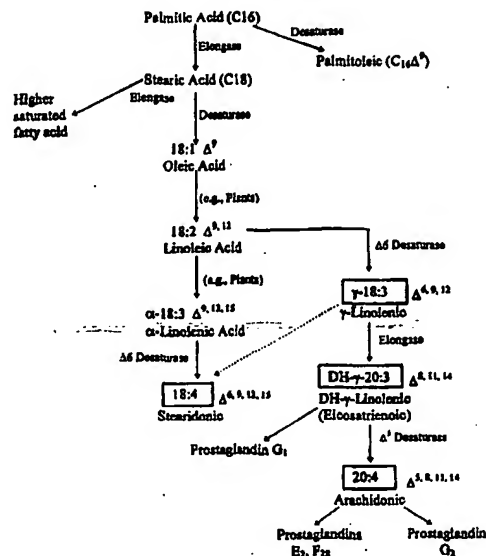 Palmitic Acid (C16)
Desaturase
Elongase
Palmitoleic (C16Δ9)
Stearic Acid (C18)
Higher
saturated
fatty acid
Elongase
Desaturase
18:1 Δ9
Oleic Acid
(e.g., Plants)
18:2 Δ9, 12
Linoleic Acid
Δ6 Desaturase
(e.g., Plants)
γ-18:3 Δ6, 9, 12
γ-Linolenic
α-18:3 Δ9, 12, 15
α-Linolenic Acid
Elongase
Δ6 Desaturase
DH-γ-20:3 Δ8, 11, 14
DH-γ-Linolenic
(Eicosatrienoic)
18:4 Δ6, 9, 12, 15
Stearidonic
Δ5 Desaturase
Prostaglandin G1
20:4 Δ5, 8, 11, 14
Arachidonic
Prostaglandins
E2, F2α
Prostaglandin
G2